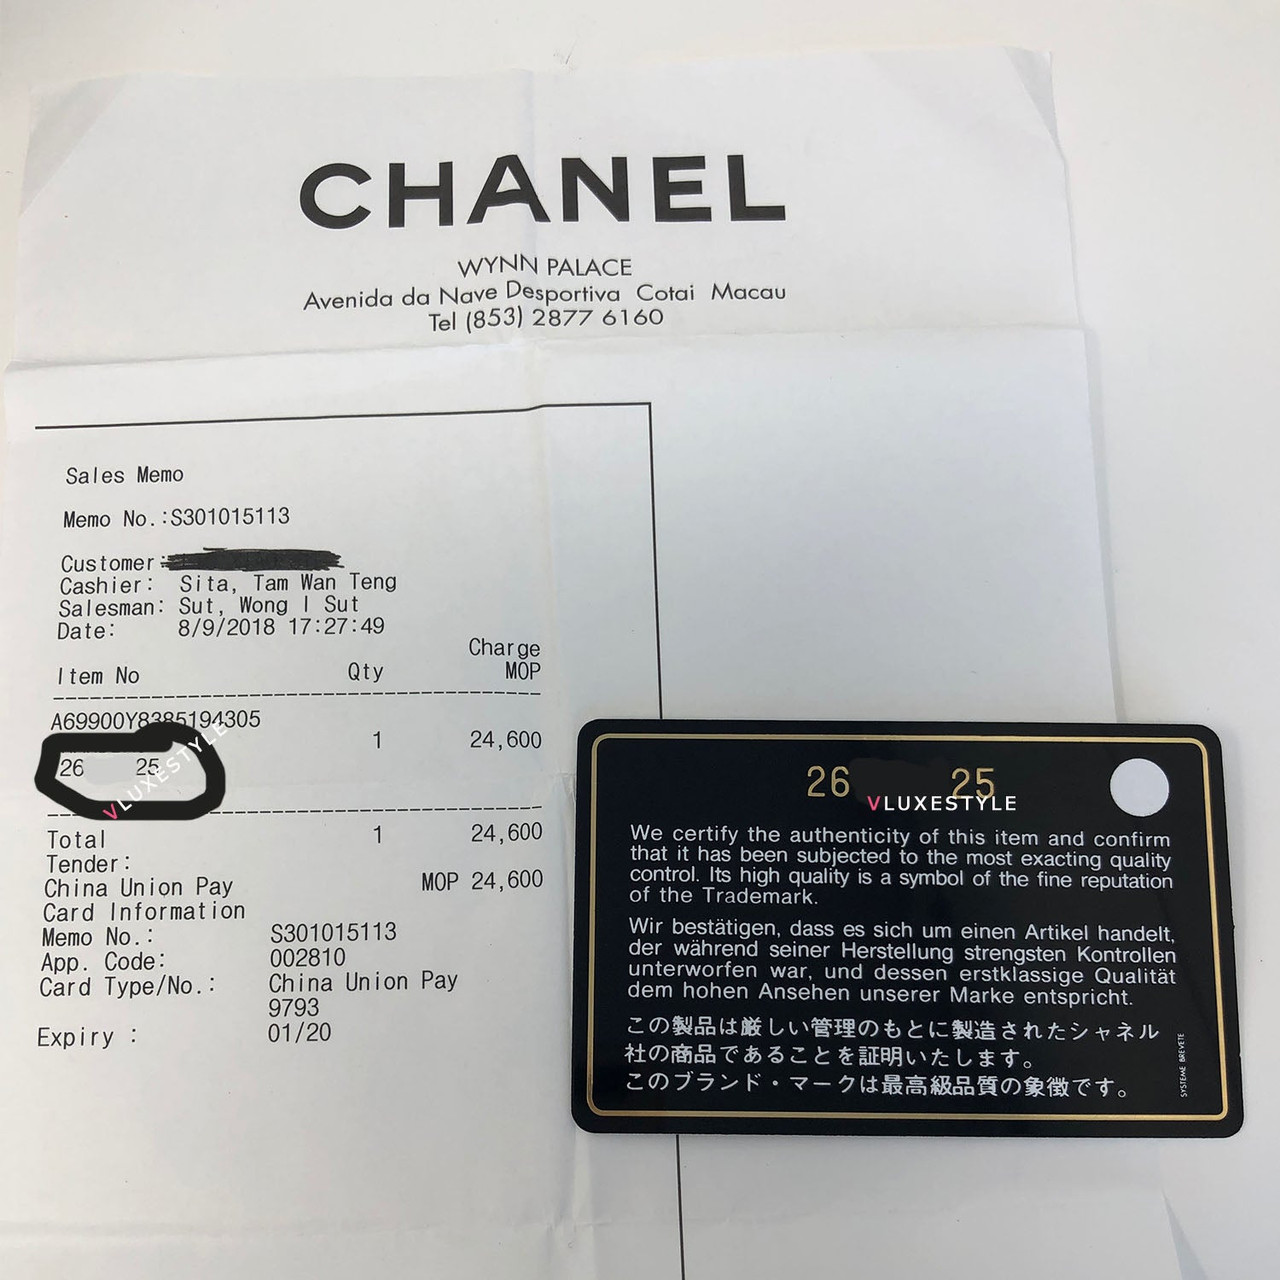 CHANEL
WYNN PALACE
Avenida da Nave Desportiva Cotai Macau
Tel (853) 2877 6160
Sales Memo
Memo No.:S301015113
Customer
Cashier: Sita, Tam Wan Teng
Salesman: Sut, Wong I Sut
Date: 8/9/2018 17:27:49
Charge
Item No Qty MOP
A69900Y8385194305
1 24,600
26 25
VLUXESTYLE
Total 1 24,600
Tender:
China Union Pay MOP 24,600
Card Information
Memo No.: S301015113
App. Code: 002810
Card Type/No.: China Union Pay
9793
Expiry : 01/20
26 25
VLUXESTYLE
We certify the authenticity of this item and confirm
that it has been subjected to the most exacting quality
control. Its high quality is a symbol of the fine reputation
of the Trademark.
Wir bestätigen, dass es sich um einen Artikel handelt,
der während seiner Herstellung strengsten Kontrollen
unterworfen war, und dessen erstklassige Qualität
dem hohen Ansehen unserer Marke entspricht.
この製品は厳しい管理のもとに製造されたシャネル
社の商品であることを証明いたします。
このブランド・マークは最高級品質の象徴です。
SYSTEME BREVETE